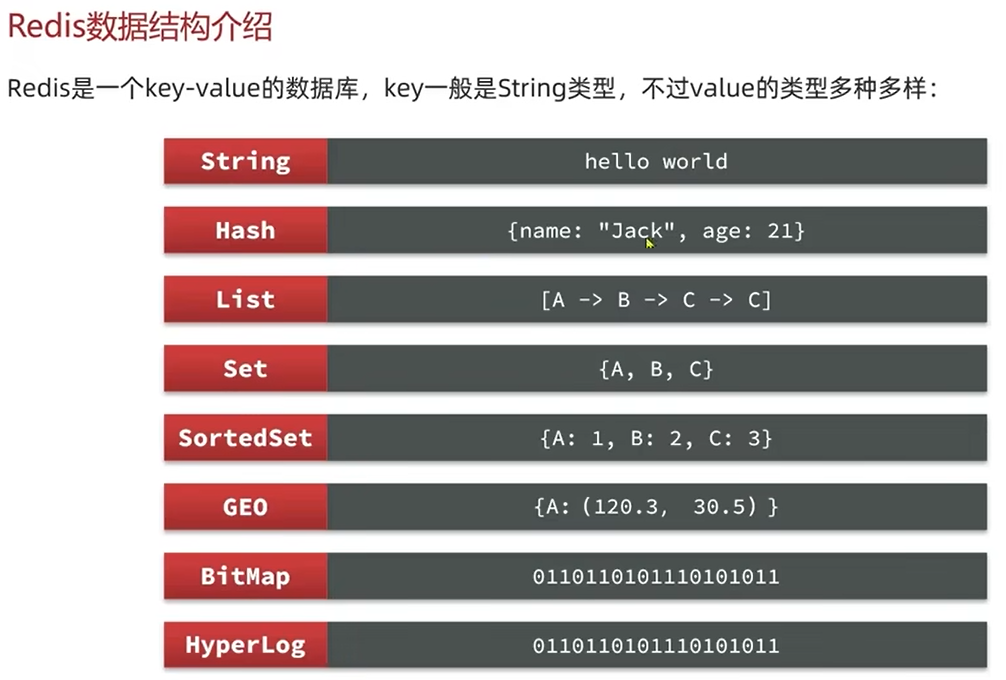 Redis数据结构介绍
Redis是一个key-value的数据库，key一般是String类型，不过value的类型多种多样：
String hello world
Hash {name: "Jack", age: 21}
List [A -> B -> C -> C]
Set {A, B, C}
SortedSet {A: 1, B: 2, C: 3}
GEO {A:（120.3， 30.5）}
BitMap 0110110101110101011
HyperLog 0110110101110101011